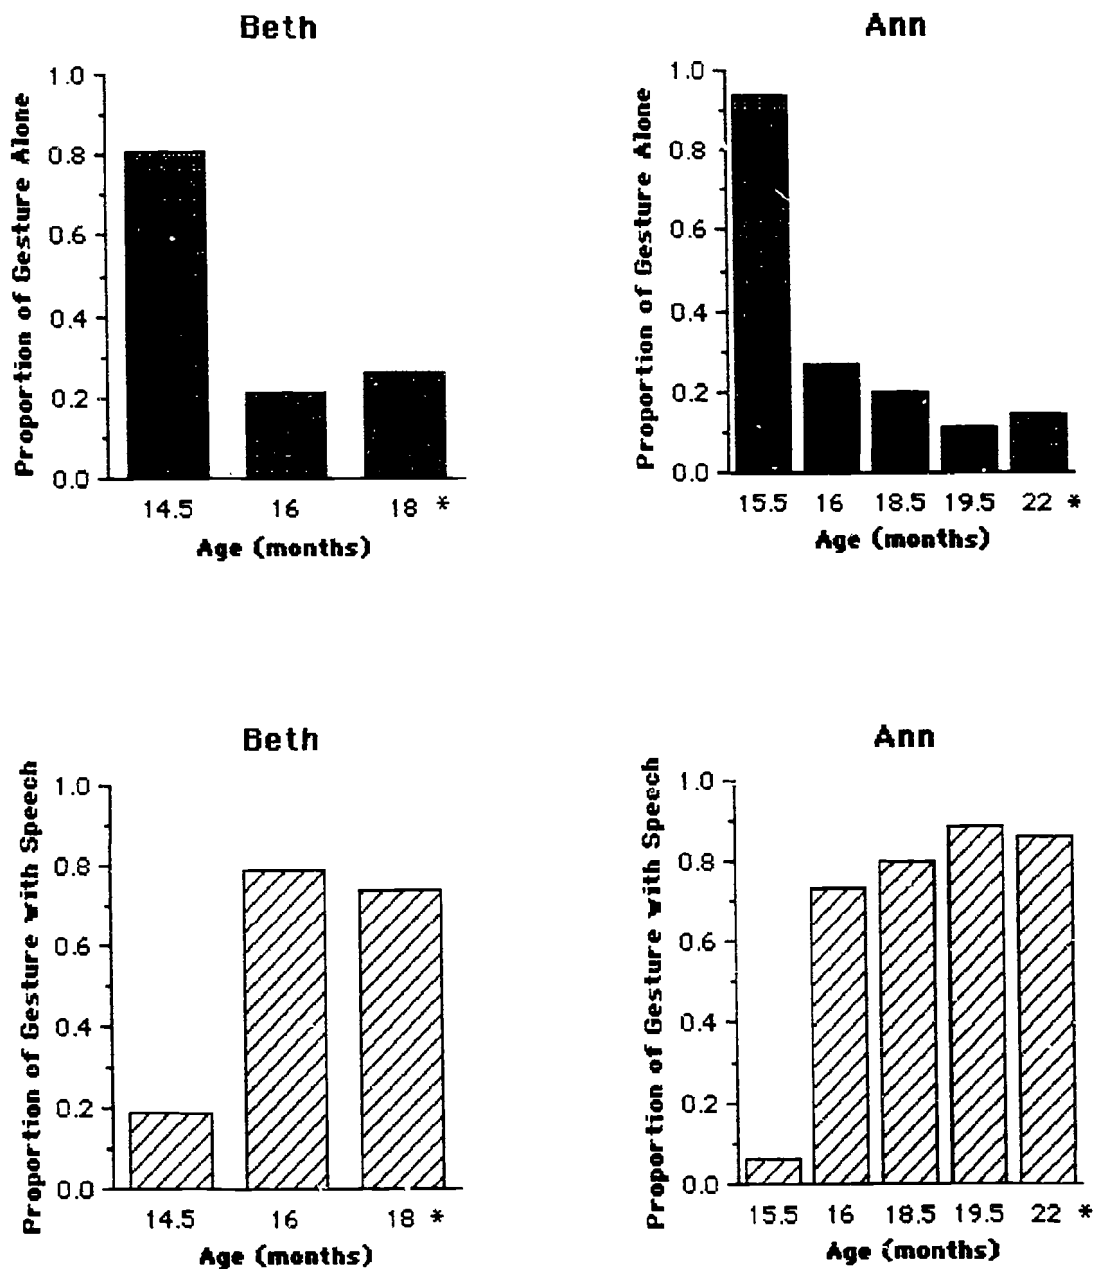 Beth
Proportion of Gesture Alone
1.0
0.8
0.6
0.4
0.2
0.0
14.5 16 18 *
Age (months)
Ann
Proportion of Gesture Alone
1.0
0.8
0.6
0.4
0.2
0.0
15.5 16 18.5 19.5 22 *
Age (months)
Beth
Proportion of Gesture with Speech
1.0
0.8
0.6
0.4
0.2
0.0
14.5 16 18 *
Age (months)
Ann
Proportion of Gesture with Speech
1.0
0.8
0.6
0.4
0.2
0.0
15.5 16 18.5 19.5 22 *
Age (months)